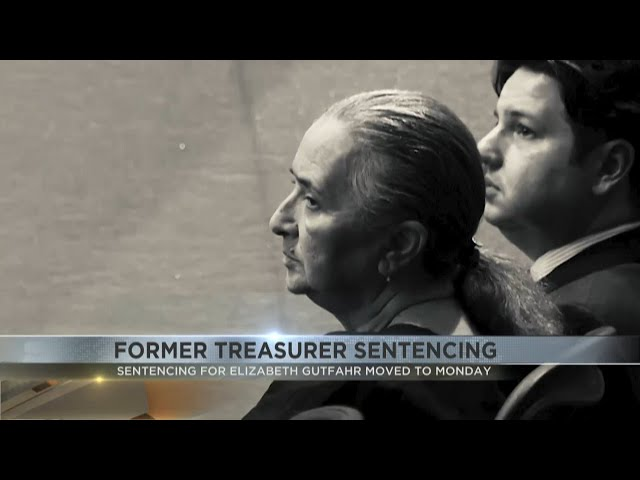 FORMER TREASURER SENTENCING
SENTENCING FOR ELIZABETH GUTFAHR MOVED TO MONDAY